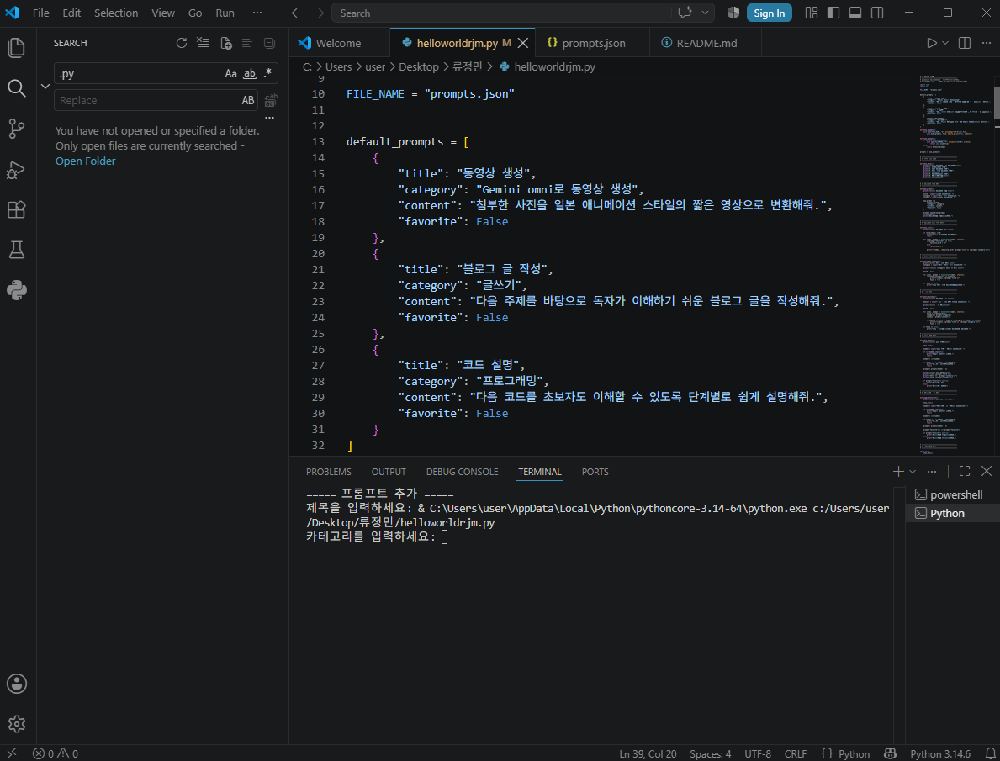 File Edit Selection View Go Run ··· Search Sign In
SEARCH
.py Aa ab .*
Replace AB
You have not opened or specified a folder.
Only open files are currently searched -
Open Folder
Welcome helloworldrjm.py M {} prompts.json README.md
C: > Users > user > Desktop > 류정민 > helloworldrjm.py
9
10 FILE_NAME = "prompts.json"
11
12
13 default_prompts = [
14 {
15 "title": "동영상 생성",
16 "category": "Gemini omni로 동영상 생성",
17 "content": "첨부한 사진을 일본 애니메이션 스타일의 짧은 영상으로 변환해줘.",
18 "favorite": False
19 },
20 {
21 "title": "블로그 글 작성",
22 "category": "글쓰기",
23 "content": "다음 주제를 바탕으로 독자가 이해하기 쉬운 블로그 글을 작성해줘.",
24 "favorite": False
25 },
26 {
27 "title": "코드 설명",
28 "category": "프로그래밍",
29 "content": "다음 코드를 초보자도 이해할 수 있도록 단계별로 쉽게 설명해줘.",
30 "favorite": False
31 }
32 ]
PROBLEMS OUTPUT DEBUG CONSOLE TERMINAL PORTS
===== 프롬프트 추가 =====
제목을 입력하세요: & C:\Users\user\AppData\Local\Python\pythoncore-3.14-64\python.exe c:/Users/user
/Desktop/류정민/helloworldrjm.py
카테고리를 입력하세요:
powershell
Python
0 0 Ln 39, Col 20 Spaces: 4 UTF-8 CRLF {} Python Python 3.14.6